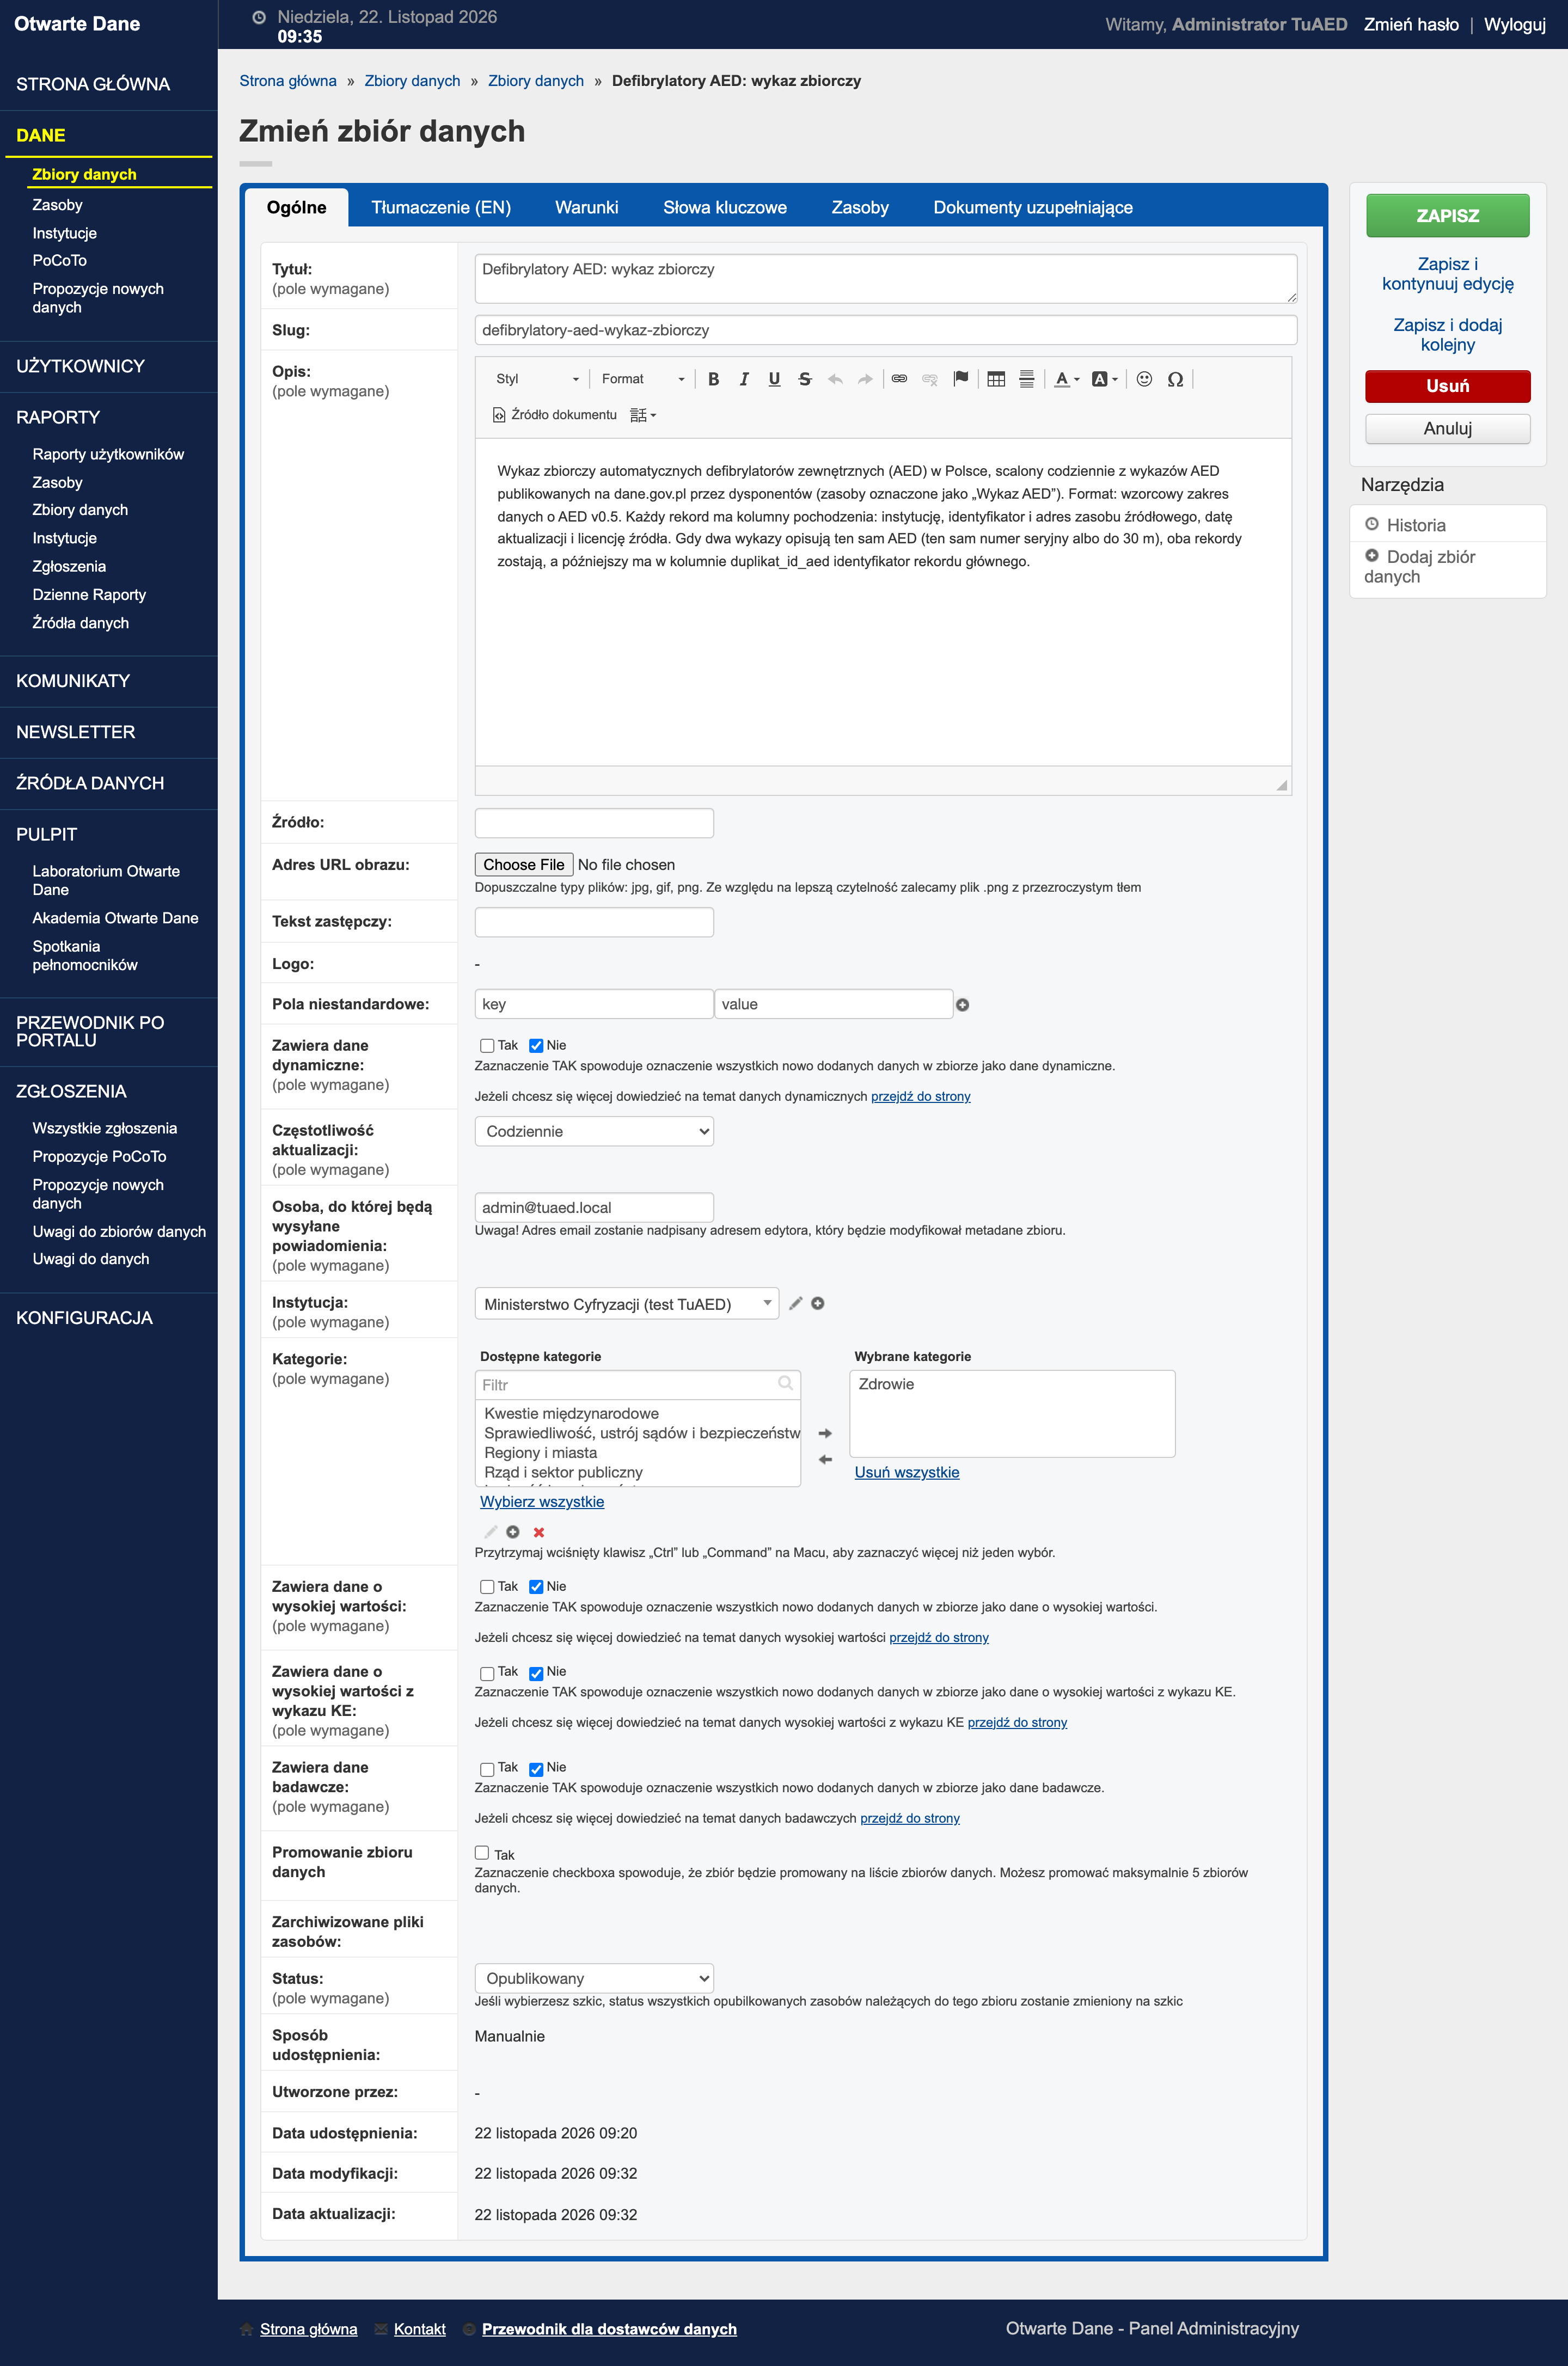 Otwarte Dane
Niedziela, 22. Listopad 2026
09:35
Witamy, Administrator TuAED Zmień hasło | Wyloguj
STRONA GŁÓWNA
DANE
Zbiory danych
Zasoby
Instytucje
PoCoTo
Propozycje nowych
danych
UŻYTKOWNICY
RAPORTY
Raporty użytkowników
Zasoby
Zbiory danych
Instytucje
Zgłoszenia
Dzienne Raporty
Źródła danych
KOMUNIKATY
NEWSLETTER
ŹRÓDŁA DANYCH
PULPIT
Laboratorium Otwarte
Dane
Akademia Otwarte Dane
Spotkania
pełnomocników
PRZEWODNIK PO
PORTALU
ZGŁOSZENIA
Wszystkie zgłoszenia
Propozycje PoCoTo
Propozycje nowych
danych
Uwagi do zbiorów danych
Uwagi do danych
KONFIGURACJA
Strona główna » Zbiory danych » Zbiory danych » Defibrylatory AED: wykaz zbiorczy
Zmień zbiór danych
Ogólne Tłumaczenie (EN) Warunki Słowa kluczowe Zasoby Dokumenty uzupełniające
Tytuł:
(pole wymagane)
Defibrylatory AED: wykaz zbiorczy
Slug:
defibrylatory-aed-wykaz-zbiorczy
Opis:
(pole wymagane)
Styl Format B I U S A A Ω
Źródło dokumentu
Wykaz zbiorczy automatycznych defibrylatorów zewnętrznych (AED) w Polsce, scalony codziennie z wykazów AED
publikowanych na dane.gov.pl przez dysponentów (zasoby oznaczone jako „Wykaz AED”). Format: wzorcowy zakres
danych o AED v0.5. Każdy rekord ma kolumny pochodzenia: instytucję, identyfikator i adres zasobu źródłowego, datę
aktualizacji i licencję źródła. Gdy dwa wykazy opisują ten sam AED (ten sam numer seryjny albo do 30 m), oba rekordy
zostają, a późniejszy ma w kolumnie duplikat_id_aed identyfikator rekordu głównego.
Źródło:
Adres URL obrazu:
Choose File No file chosen
Dopuszczalne typy plików: jpg, gif, png. Ze względu na lepszą czytelność zalecamy plik .png z przezroczystym tłem
Tekst zastępczy:
Logo:
-
Pola niestandardowe:
key value
Zawiera dane
dynamiczne:
(pole wymagane)
Tak Nie
Zaznaczenie TAK spowoduje oznaczenie wszystkich nowo dodanych danych w zbiorze jako dane dynamiczne.
Jeżeli chcesz się więcej dowiedzieć na temat danych dynamicznych przejdź do strony
Częstotliwość
aktualizacji:
(pole wymagane)
Codziennie
Osoba, do której będą
wysyłane
powiadomienia:
(pole wymagane)
admin@tuaed.local
Uwaga! Adres email zostanie nadpisany adresem edytora, który będzie modyfikował metadane zbioru.
Instytucja:
(pole wymagane)
Ministerstwo Cyfryzacji (test TuAED)
Kategorie:
(pole wymagane)
Dostępne kategorie
Filtr
Kwestie międzynarodowe
Sprawiedliwość, ustrój sądów i bezpieczeństw
Regiony i miasta
Rząd i sektor publiczny
Wybierz wszystkie
Wybrane kategorie
Zdrowie
Usuń wszystkie
Przytrzymaj wciśnięty klawisz „Ctrl” lub „Command” na Macu, aby zaznaczyć więcej niż jeden wybór.
Zawiera dane o
wysokiej wartości:
(pole wymagane)
Tak Nie
Zaznaczenie TAK spowoduje oznaczenie wszystkich nowo dodanych danych w zbiorze jako dane o wysokiej wartości.
Jeżeli chcesz się więcej dowiedzieć na temat danych wysokiej wartości przejdź do strony
Zawiera dane o
wysokiej wartości z
wykazu KE:
(pole wymagane)
Tak Nie
Zaznaczenie TAK spowoduje oznaczenie wszystkich nowo dodanych danych w zbiorze jako dane o wysokiej wartości z wykazu KE.
Jeżeli chcesz się więcej dowiedzieć na temat danych wysokiej wartości z wykazu KE przejdź do strony
Zawiera dane
badawcze:
(pole wymagane)
Tak Nie
Zaznaczenie TAK spowoduje oznaczenie wszystkich nowo dodanych danych w zbiorze jako dane badawcze.
Jeżeli chcesz się więcej dowiedzieć na temat danych badawczych przejdź do strony
Promowanie zbioru
danych
Tak
Zaznaczenie checkboxa spowoduje, że zbiór będzie promowany na liście zbiorów danych. Możesz promować maksymalnie 5 zbiorów
danych.
Zarchiwizowane pliki
zasobów:
Status:
(pole wymagane)
Opublikowany
Jeśli wybierzesz szkic, status wszystkich opubilkowanych zasobów należących do tego zbioru zostanie zmieniony na szkic
Sposób
udostępnienia:
Manualnie
Utworzone przez:
-
Data udostępnienia:
22 listopada 2026 09:20
Data modyfikacji:
22 listopada 2026 09:32
Data aktualizacji:
22 listopada 2026 09:32
ZAPISZ
Zapisz i
kontynuuj edycję
Zapisz i dodaj
kolejny
Usuń
Anuluj
Narzędzia
Historia
Dodaj zbiór
danych
Strona główna Kontakt Przewodnik dla dostawców danych
Otwarte Dane - Panel Administracyjny